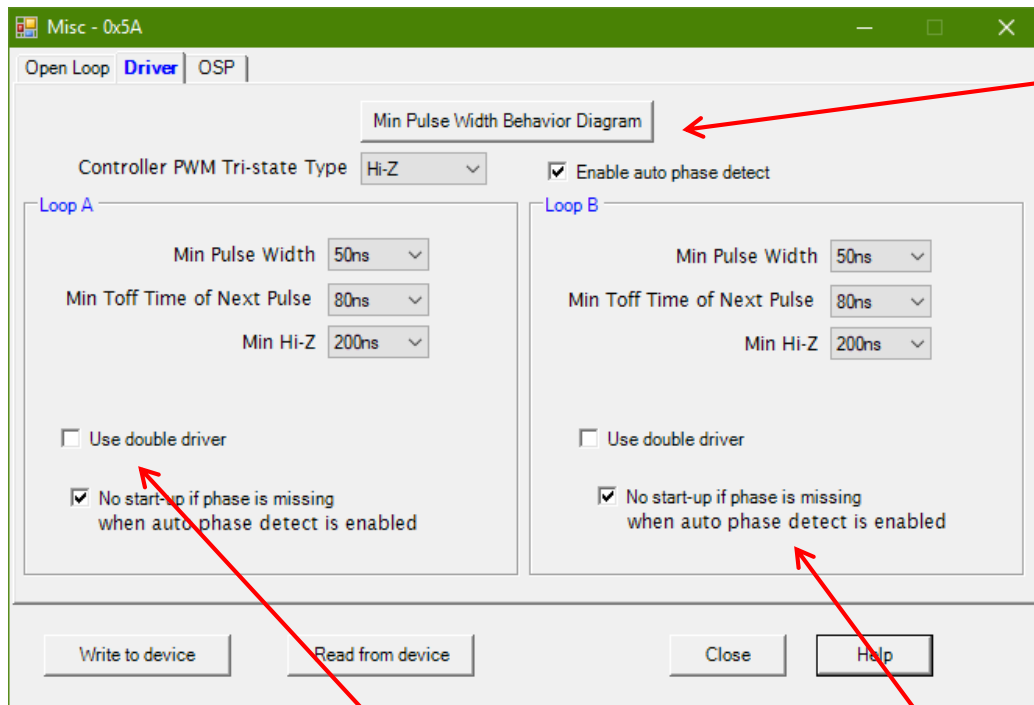 Misc - 0x5A
Open Loop Driver OSP
Min Pulse Width Behavior Diagram
Controller PWM Tri-state Type Hi-Z
Enable auto phase detect
Loop A
Min Pulse Width 50ns
Min Toff Time of Next Pulse 80ns
Min Hi-Z 200ns
Use double driver
No start-up if phase is missing
when auto phase detect is enabled
Loop B
Min Pulse Width 50ns
Min Toff Time of Next Pulse 80ns
Min Hi-Z 200ns
Use double driver
No start-up if phase is missing
when auto phase detect is enabled
Write to device Read from device Close Help